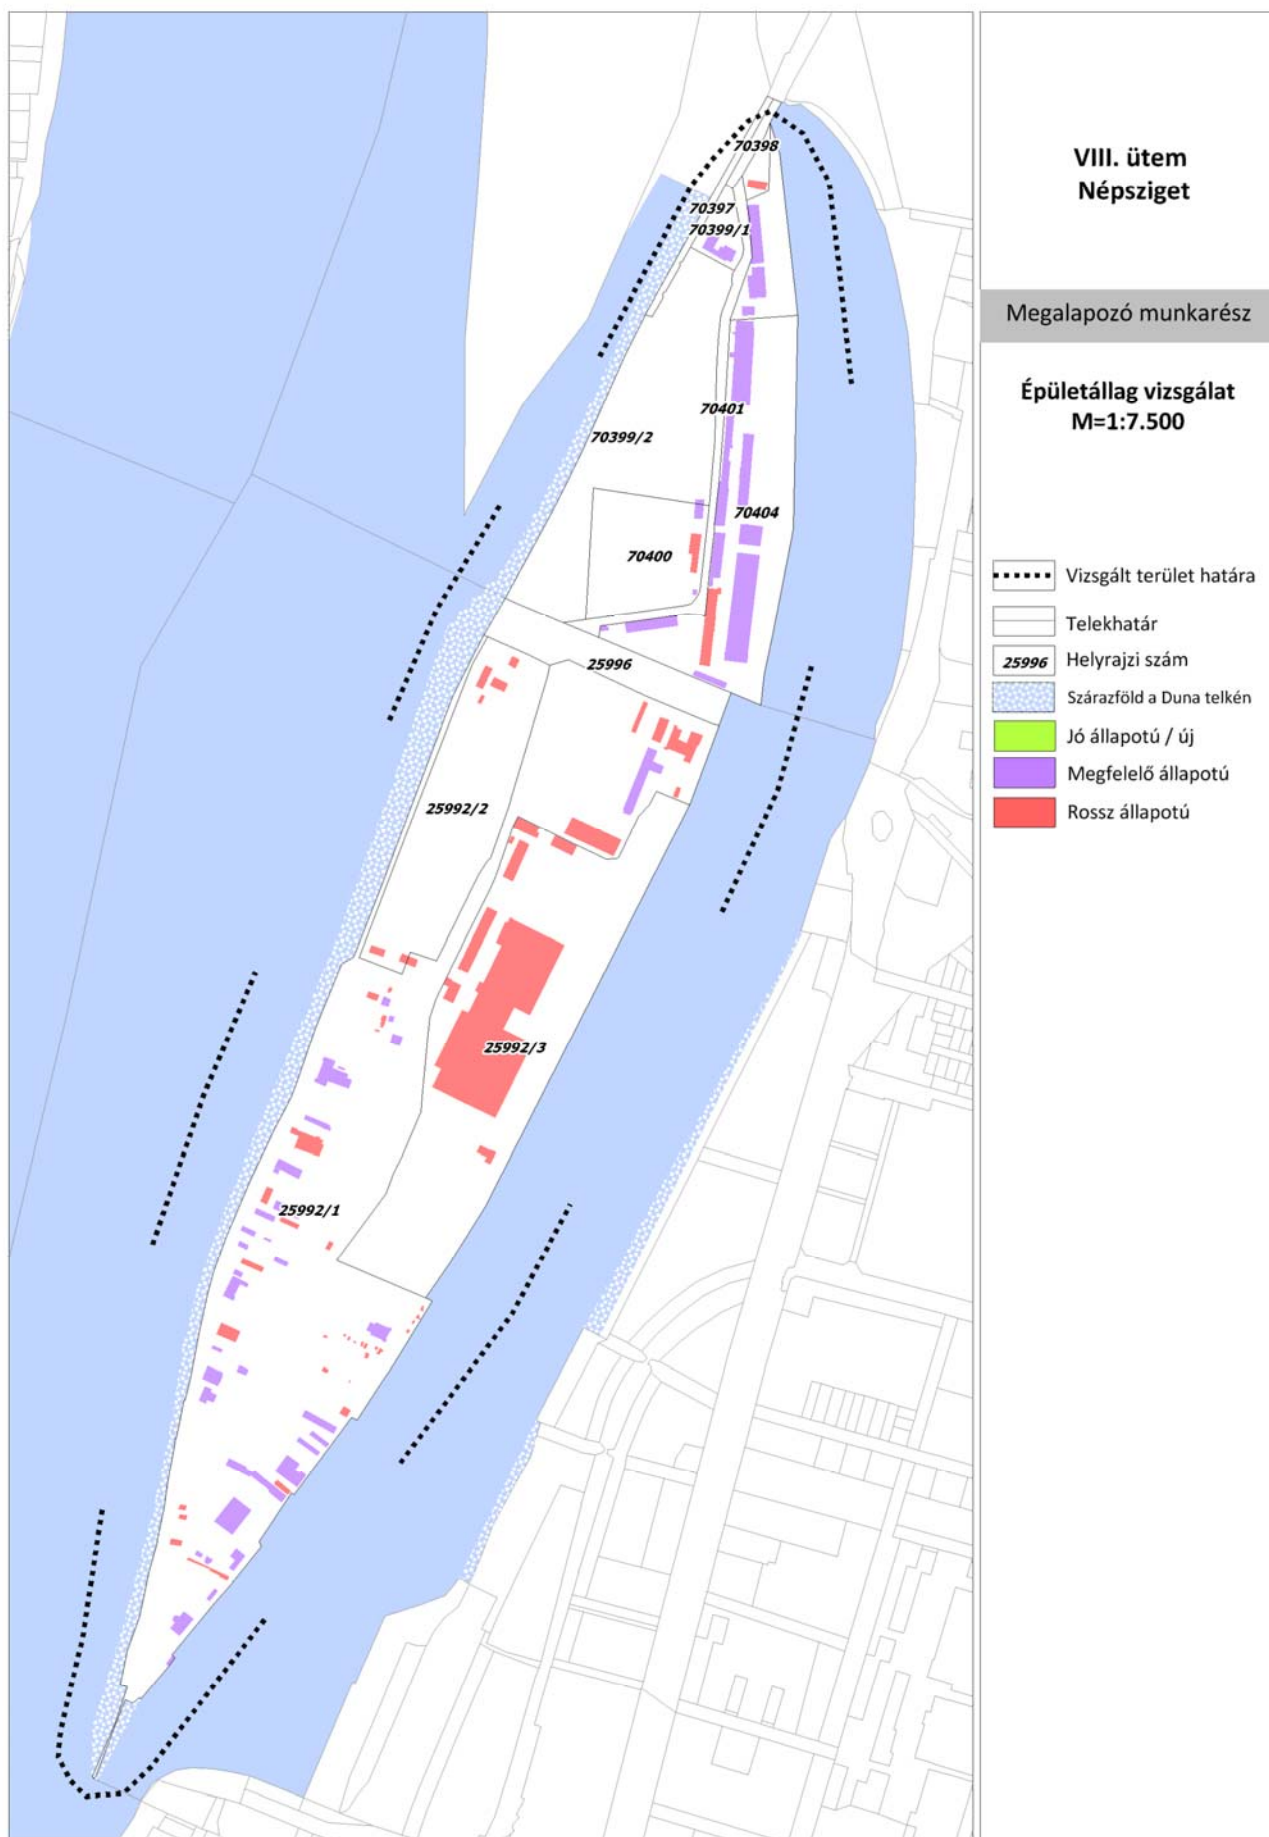 VIII. ütem
Népsziget
Megalapozó munkarész
Épületállag vizsgálat
M=1:7.500
Vizsgált terület határa
Telekhatár
25996 Helyrajzi szám
Szárazföld a Duna telkén
Jó állapotú / új
Megfelelő állapotú
Rossz állapotú
70398
70397
70399/1
70401
70399/2
70404
70400
25996
25992/2
25992/3
25992/1